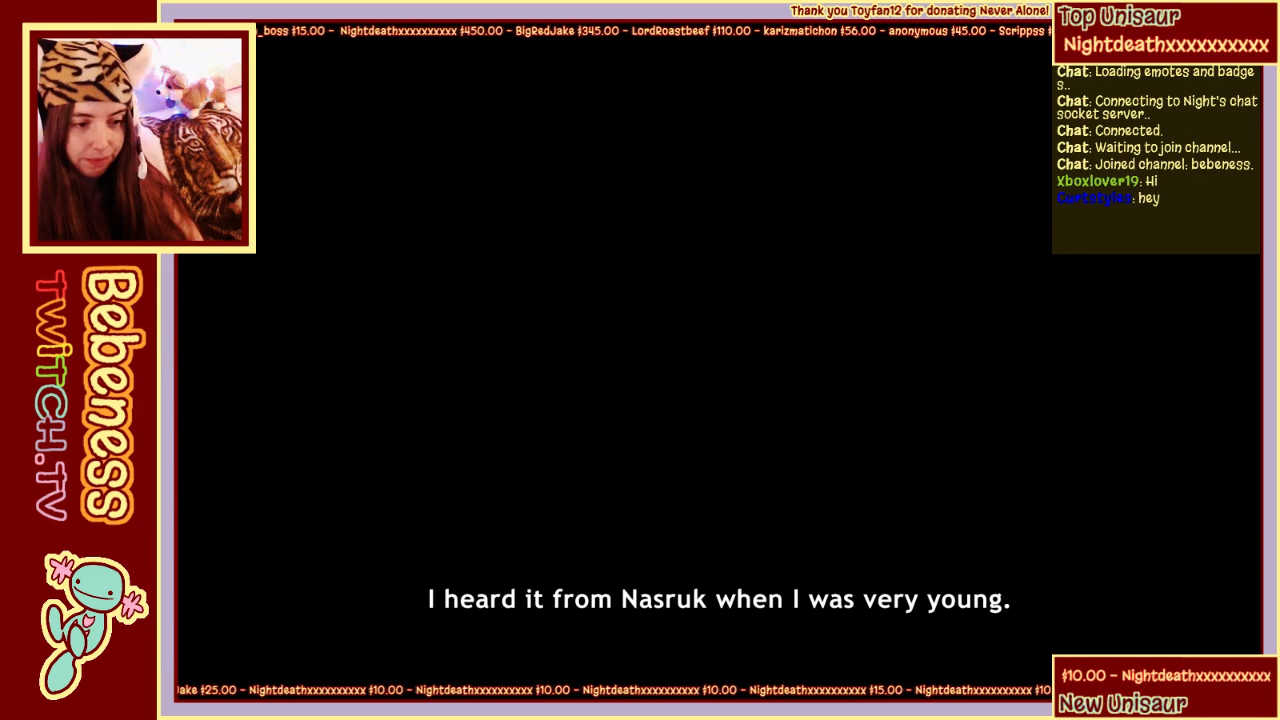 Thank you Toyfan12 for donating Never Alone!
_boss $15.00 - Nightdeathxxxxxxxxxx $450.00 - BigRedJake $345.00 - LordRoastbeef $110.00 - karizmatichon $56.00 - anonymous $45.00 - Scrippss $
Top Unisaur
Nightdeathxxxxxxxxxx
Chat: Loading emotes and badge
s..
Chat: Connecting to Night's chat
socket server..
Chat: Connected.
Chat: Waiting to join channel...
Chat: Joined channel: bebeness.
Xboxlover19: Hi
Curtstyles: hey
Bebeness
TWITCH.TV
I heard it from Nasruk when I was very young.
ake $25.00 - Nightdeathxxxxxxxxxx $10.00 - Nightdeathxxxxxxxxxx $10.00 - Nightdeathxxxxxxxxxx $10.00 - Nightdeathxxxxxxxxxx $15.00 - Nightdeathxxxxxxxxxx $10
$10.00 - Nightdeathxxxxxxxxxx
New Unisaur